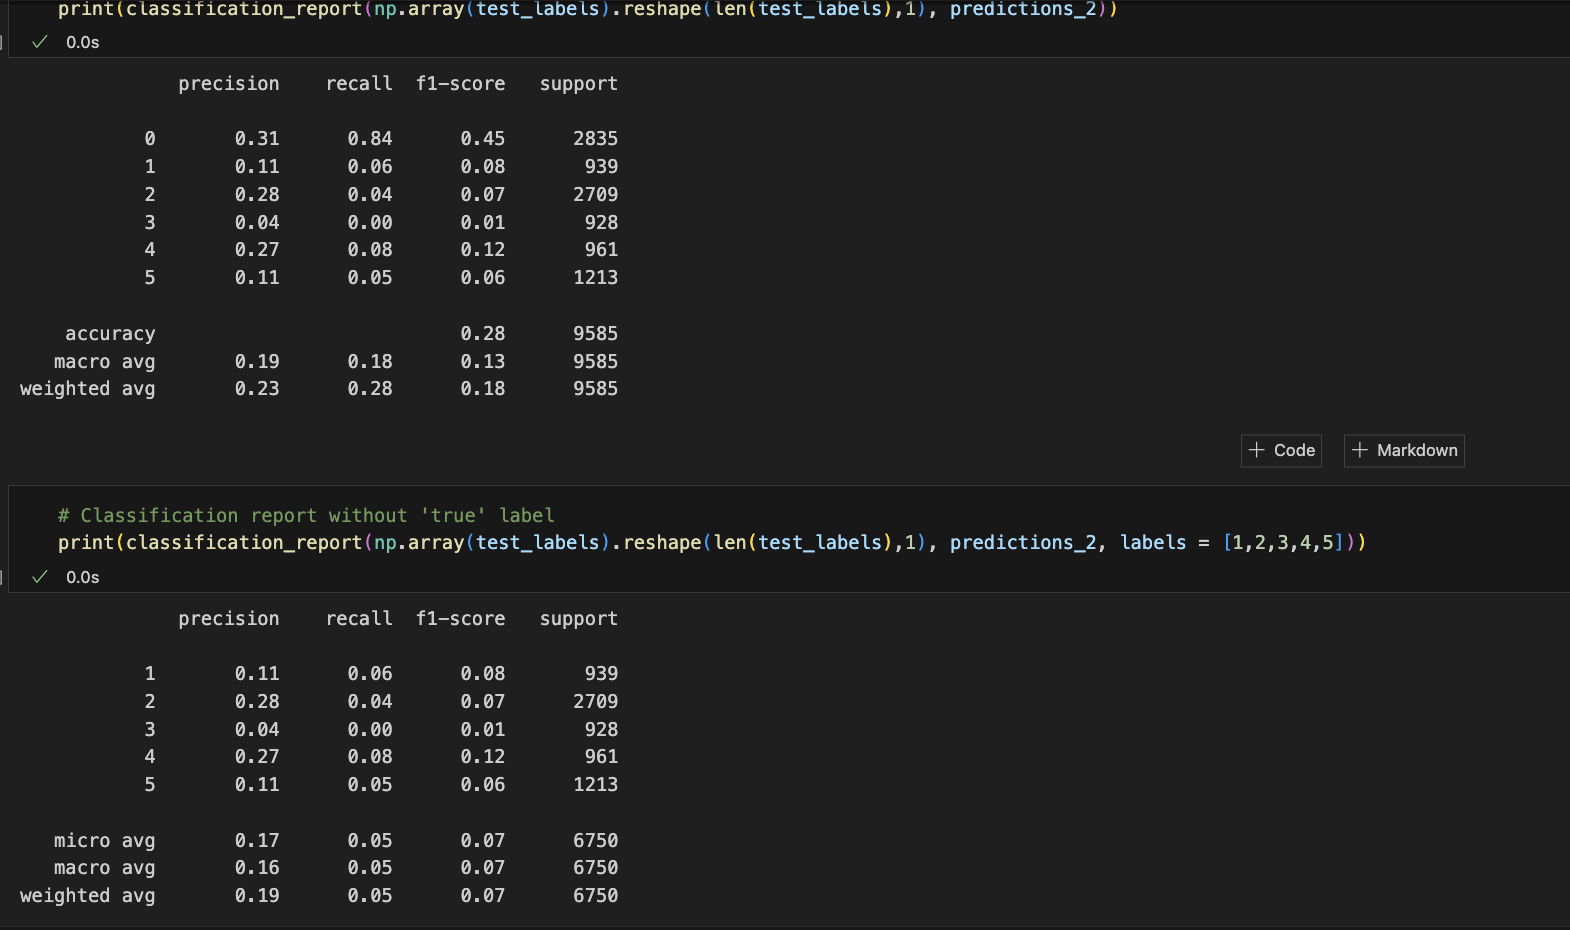 print(classification_report(np.array(test_labels).reshape(len(test_labels),1), predictions_2))
0.0s
precision recall f1-score support
0 0.31 0.84 0.45 2835
1 0.11 0.06 0.08 939
2 0.28 0.04 0.07 2709
3 0.04 0.00 0.01 928
4 0.27 0.08 0.12 961
5 0.11 0.05 0.06 1213
accuracy 0.28 9585
macro avg 0.19 0.18 0.13 9585
weighted avg 0.23 0.28 0.18 9585
+ Code + Markdown
# Classification report without 'true' label
print(classification_report(np.array(test_labels).reshape(len(test_labels),1), predictions_2, labels = [1,2,3,4,5]))
0.0s
precision recall f1-score support
1 0.11 0.06 0.08 939
2 0.28 0.04 0.07 2709
3 0.04 0.00 0.01 928
4 0.27 0.08 0.12 961
5 0.11 0.05 0.06 1213
micro avg 0.17 0.05 0.07 6750
macro avg 0.16 0.05 0.07 6750
weighted avg 0.19 0.05 0.07 6750